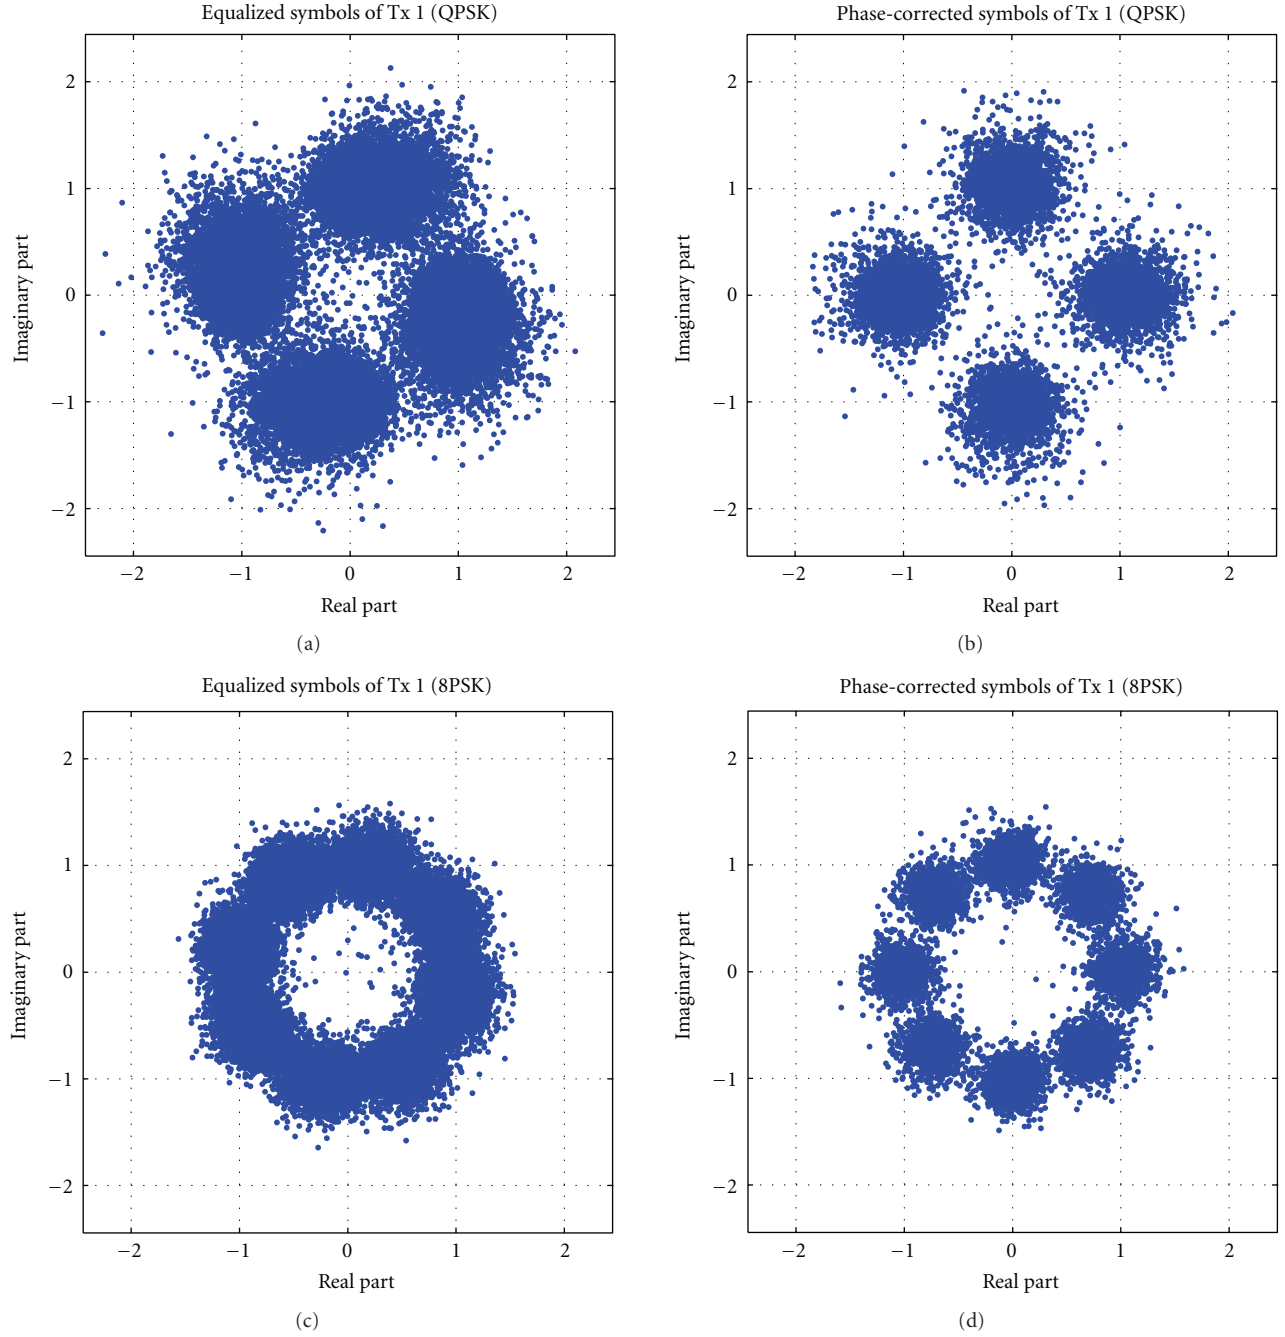 Equalized symbols of Tx 1 (QPSK)
Phase-corrected symbols of Tx 1 (QPSK)
2
1
0
−1
−2
Imaginary part
−2 −1 0 1 2
Real part
(a)
2
1
0
−1
−2
Imaginary part
−2 −1 0 1 2
Real part
(b)
Equalized symbols of Tx 1 (8PSK)
Phase-corrected symbols of Tx 1 (8PSK)
2
1
0
−1
−2
Imaginary part
−2 −1 0 1 2
Real part
(c)
2
1
0
−1
−2
Imaginary part
−2 −1 0 1 2
Real part
(d)